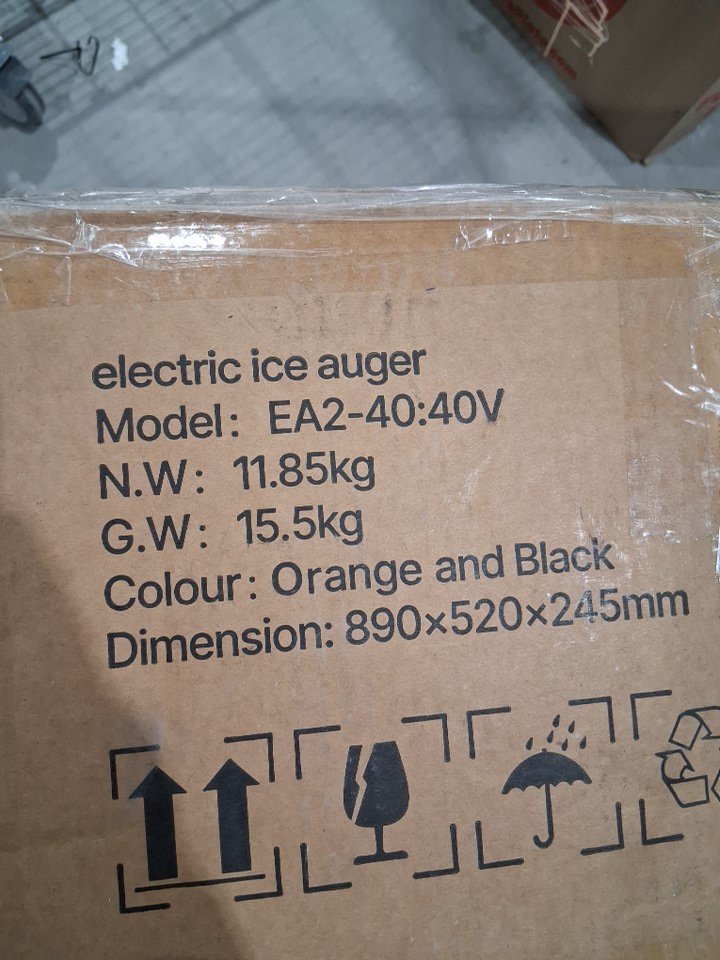 electric ice auger
Model: EA2-40:40V
N.W: 11.85kg
G.W: 15.5kg
Colour: Orange and Black
Dimension: 890×520×245mm